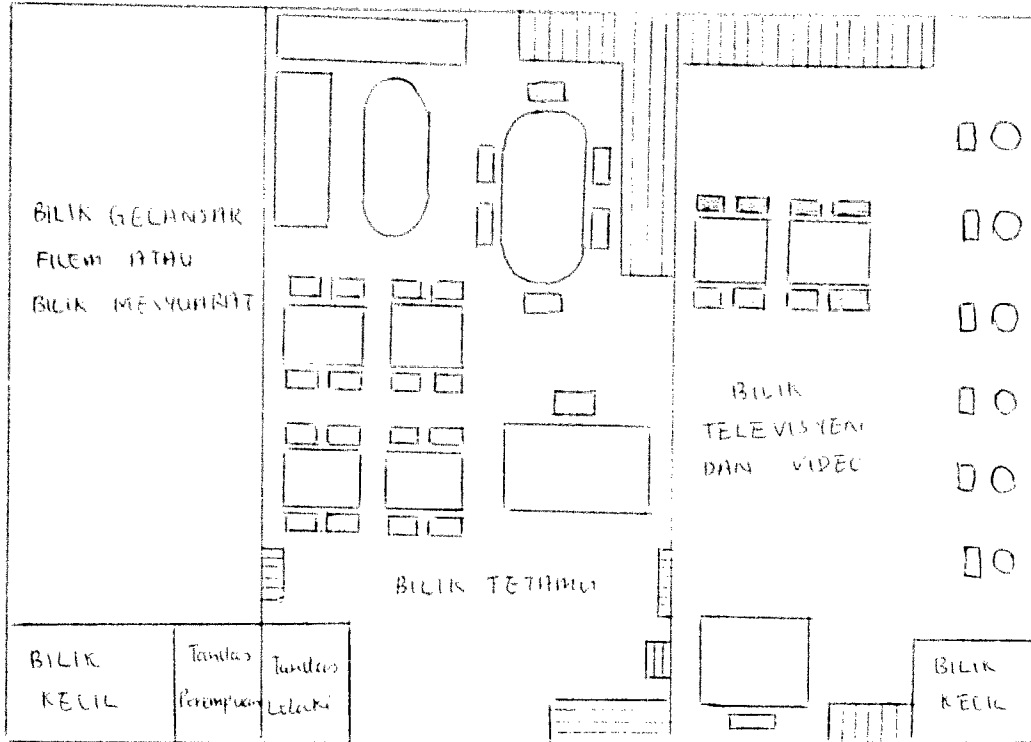 BILIK GELANSAR
FILEM ATAU
BILIK MESYUARAT
BILIK
TELEVISYEN
DAN VIDEO
BILIK TETAMU
BILIK
KECIL
Tandas
Perempuan
Tandas
Lelaki
BILIK
KECIL